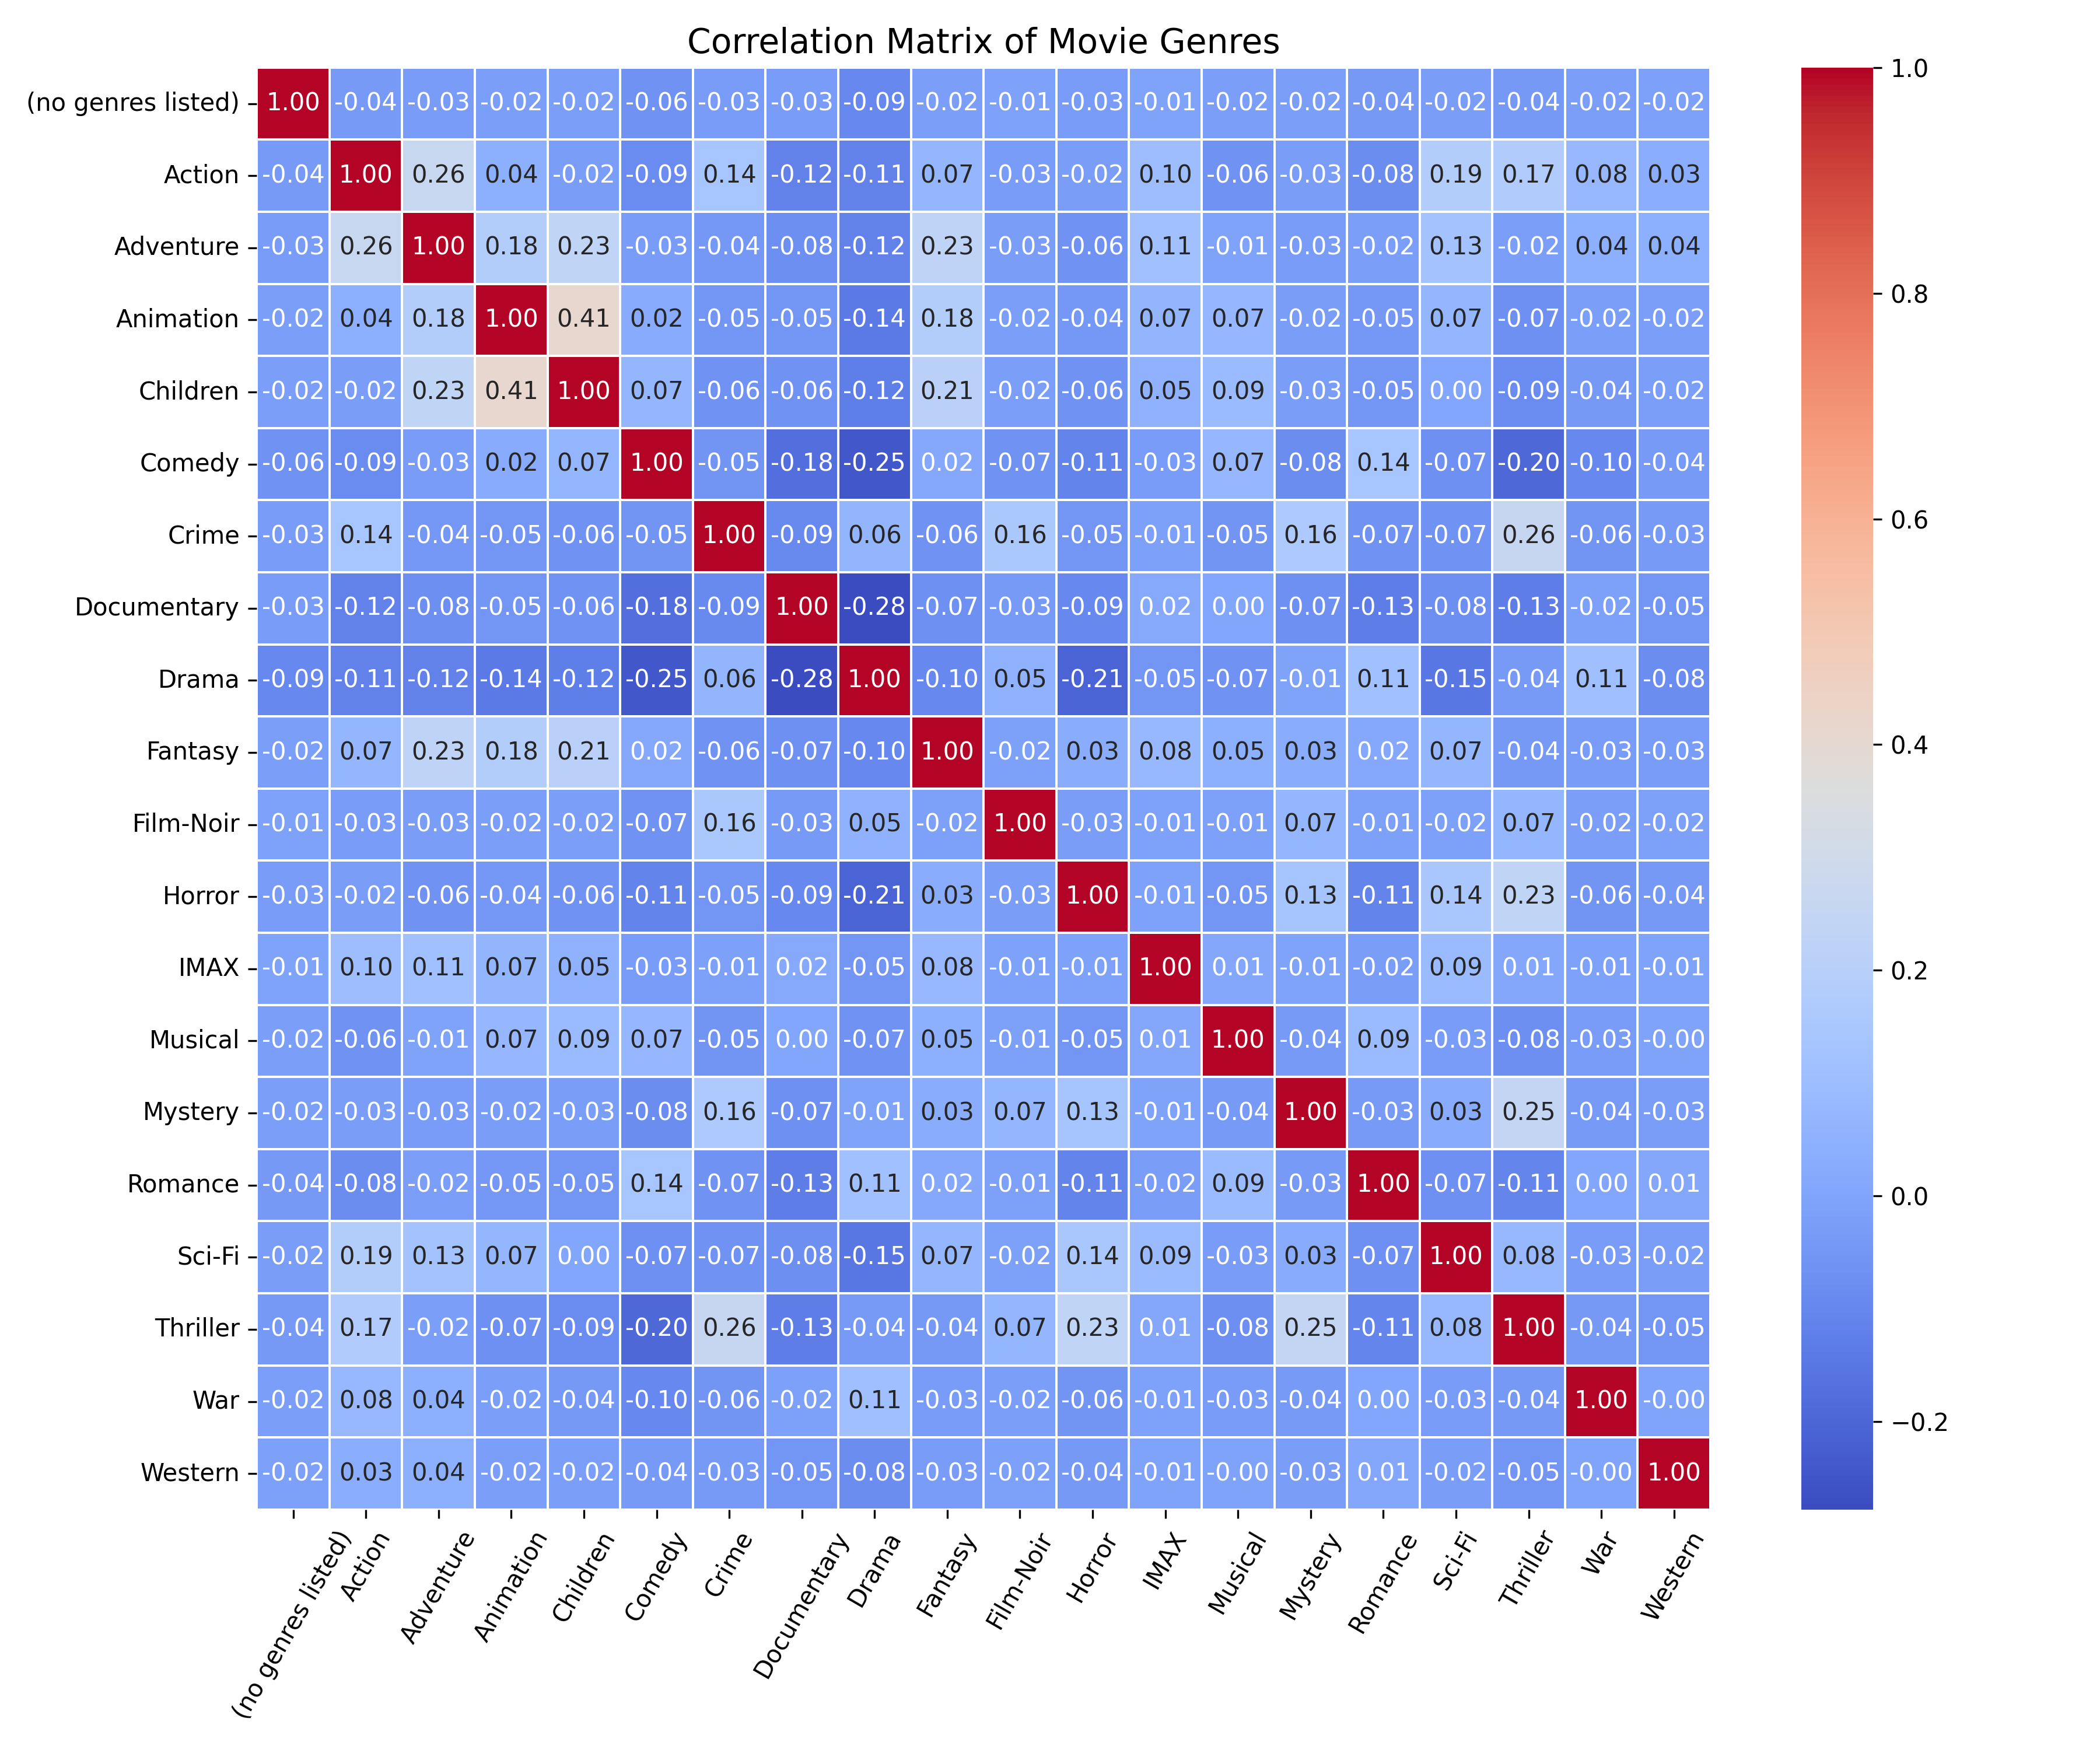 Correlation Matrix of Movie Genres
(no genres listed) 1.00 -0.04 -0.03 -0.02 -0.02 -0.06 -0.03 -0.03 -0.09 -0.02 -0.01 -0.03 -0.01 -0.02 -0.02 -0.04 -0.02 -0.04 -0.02 -0.02
Action -0.04 1.00 0.26 0.04 -0.02 -0.09 0.14 -0.12 -0.11 0.07 -0.03 -0.02 0.10 -0.06 -0.03 -0.08 0.19 0.17 0.08 0.03
Adventure -0.03 0.26 1.00 0.18 0.23 -0.03 -0.04 -0.08 -0.12 0.23 -0.03 -0.06 0.11 -0.01 -0.03 -0.02 0.13 -0.02 0.04 0.04
Animation -0.02 0.04 0.18 1.00 0.41 0.02 -0.05 -0.05 -0.14 0.18 -0.02 -0.04 0.07 0.07 -0.02 -0.05 0.07 -0.07 -0.02 -0.02
Children -0.02 -0.02 0.23 0.41 1.00 0.07 -0.06 -0.06 -0.12 0.21 -0.02 -0.06 0.05 0.09 -0.03 -0.05 0.00 -0.09 -0.04 -0.02
Comedy -0.06 -0.09 -0.03 0.02 0.07 1.00 -0.05 -0.18 -0.25 0.02 -0.07 -0.11 -0.03 0.07 -0.08 0.14 -0.07 -0.20 -0.10 -0.04
Crime -0.03 0.14 -0.04 -0.05 -0.06 -0.05 1.00 -0.09 0.06 -0.06 0.16 -0.05 -0.01 -0.05 0.16 -0.07 -0.07 0.26 -0.06 -0.03
Documentary -0.03 -0.12 -0.08 -0.05 -0.06 -0.18 -0.09 1.00 -0.28 -0.07 -0.03 -0.09 0.02 0.00 -0.07 -0.13 -0.08 -0.13 -0.02 -0.05
Drama -0.09 -0.11 -0.12 -0.14 -0.12 -0.25 0.06 -0.28 1.00 -0.10 0.05 -0.21 -0.05 -0.07 -0.01 0.11 -0.15 -0.04 0.11 -0.08
Fantasy -0.02 0.07 0.23 0.18 0.21 0.02 -0.06 -0.07 -0.10 1.00 -0.02 0.03 0.08 0.05 0.03 0.02 0.07 -0.04 -0.03 -0.03
Film-Noir -0.01 -0.03 -0.03 -0.02 -0.02 -0.07 0.16 -0.03 0.05 -0.02 1.00 -0.03 -0.01 -0.01 0.07 -0.01 -0.02 0.07 -0.02 -0.02
Horror -0.03 -0.02 -0.06 -0.04 -0.06 -0.11 -0.05 -0.09 -0.21 0.03 -0.03 1.00 -0.01 -0.05 0.13 -0.11 0.14 0.23 -0.06 -0.04
IMAX -0.01 0.10 0.11 0.07 0.05 -0.03 -0.01 0.02 -0.05 0.08 -0.01 -0.01 1.00 0.01 -0.01 -0.02 0.09 0.01 -0.01 -0.01
Musical -0.02 -0.06 -0.01 0.07 0.09 0.07 -0.05 0.00 -0.07 0.05 -0.01 -0.05 0.01 1.00 -0.04 0.09 -0.03 -0.08 -0.03 -0.00
Mystery -0.02 -0.03 -0.03 -0.02 -0.03 -0.08 0.16 -0.07 -0.01 0.03 0.07 0.13 -0.01 -0.04 1.00 -0.03 0.03 0.25 -0.04 -0.03
Romance -0.04 -0.08 -0.02 -0.05 -0.05 0.14 -0.07 -0.13 0.11 0.02 -0.01 -0.11 -0.02 0.09 -0.03 1.00 -0.07 -0.11 0.00 0.01
Sci-Fi -0.02 0.19 0.13 0.07 0.00 -0.07 -0.07 -0.08 -0.15 0.07 -0.02 0.14 0.09 -0.03 0.03 -0.07 1.00 0.08 -0.03 -0.02
Thriller -0.04 0.17 -0.02 -0.07 -0.09 -0.20 0.26 -0.13 -0.04 -0.04 0.07 0.23 0.01 -0.08 0.25 -0.11 0.08 1.00 -0.04 -0.05
War -0.02 0.08 0.04 -0.02 -0.04 -0.10 -0.06 -0.02 0.11 -0.03 -0.02 -0.06 -0.01 -0.03 -0.04 0.00 -0.03 -0.04 1.00 -0.00
Western -0.02 0.03 0.04 -0.02 -0.02 -0.04 -0.03 -0.05 -0.08 -0.03 -0.02 -0.04 -0.01 -0.00 -0.03 0.01 -0.02 -0.05 -0.00 1.00
(no genres listed) Action Adventure Animation Children Comedy Crime Documentary Drama Fantasy Film-Noir Horror IMAX Musical Mystery Romance Sci-Fi Thriller War Western
1.0
0.8
0.6
0.4
0.2
0.0
−0.2